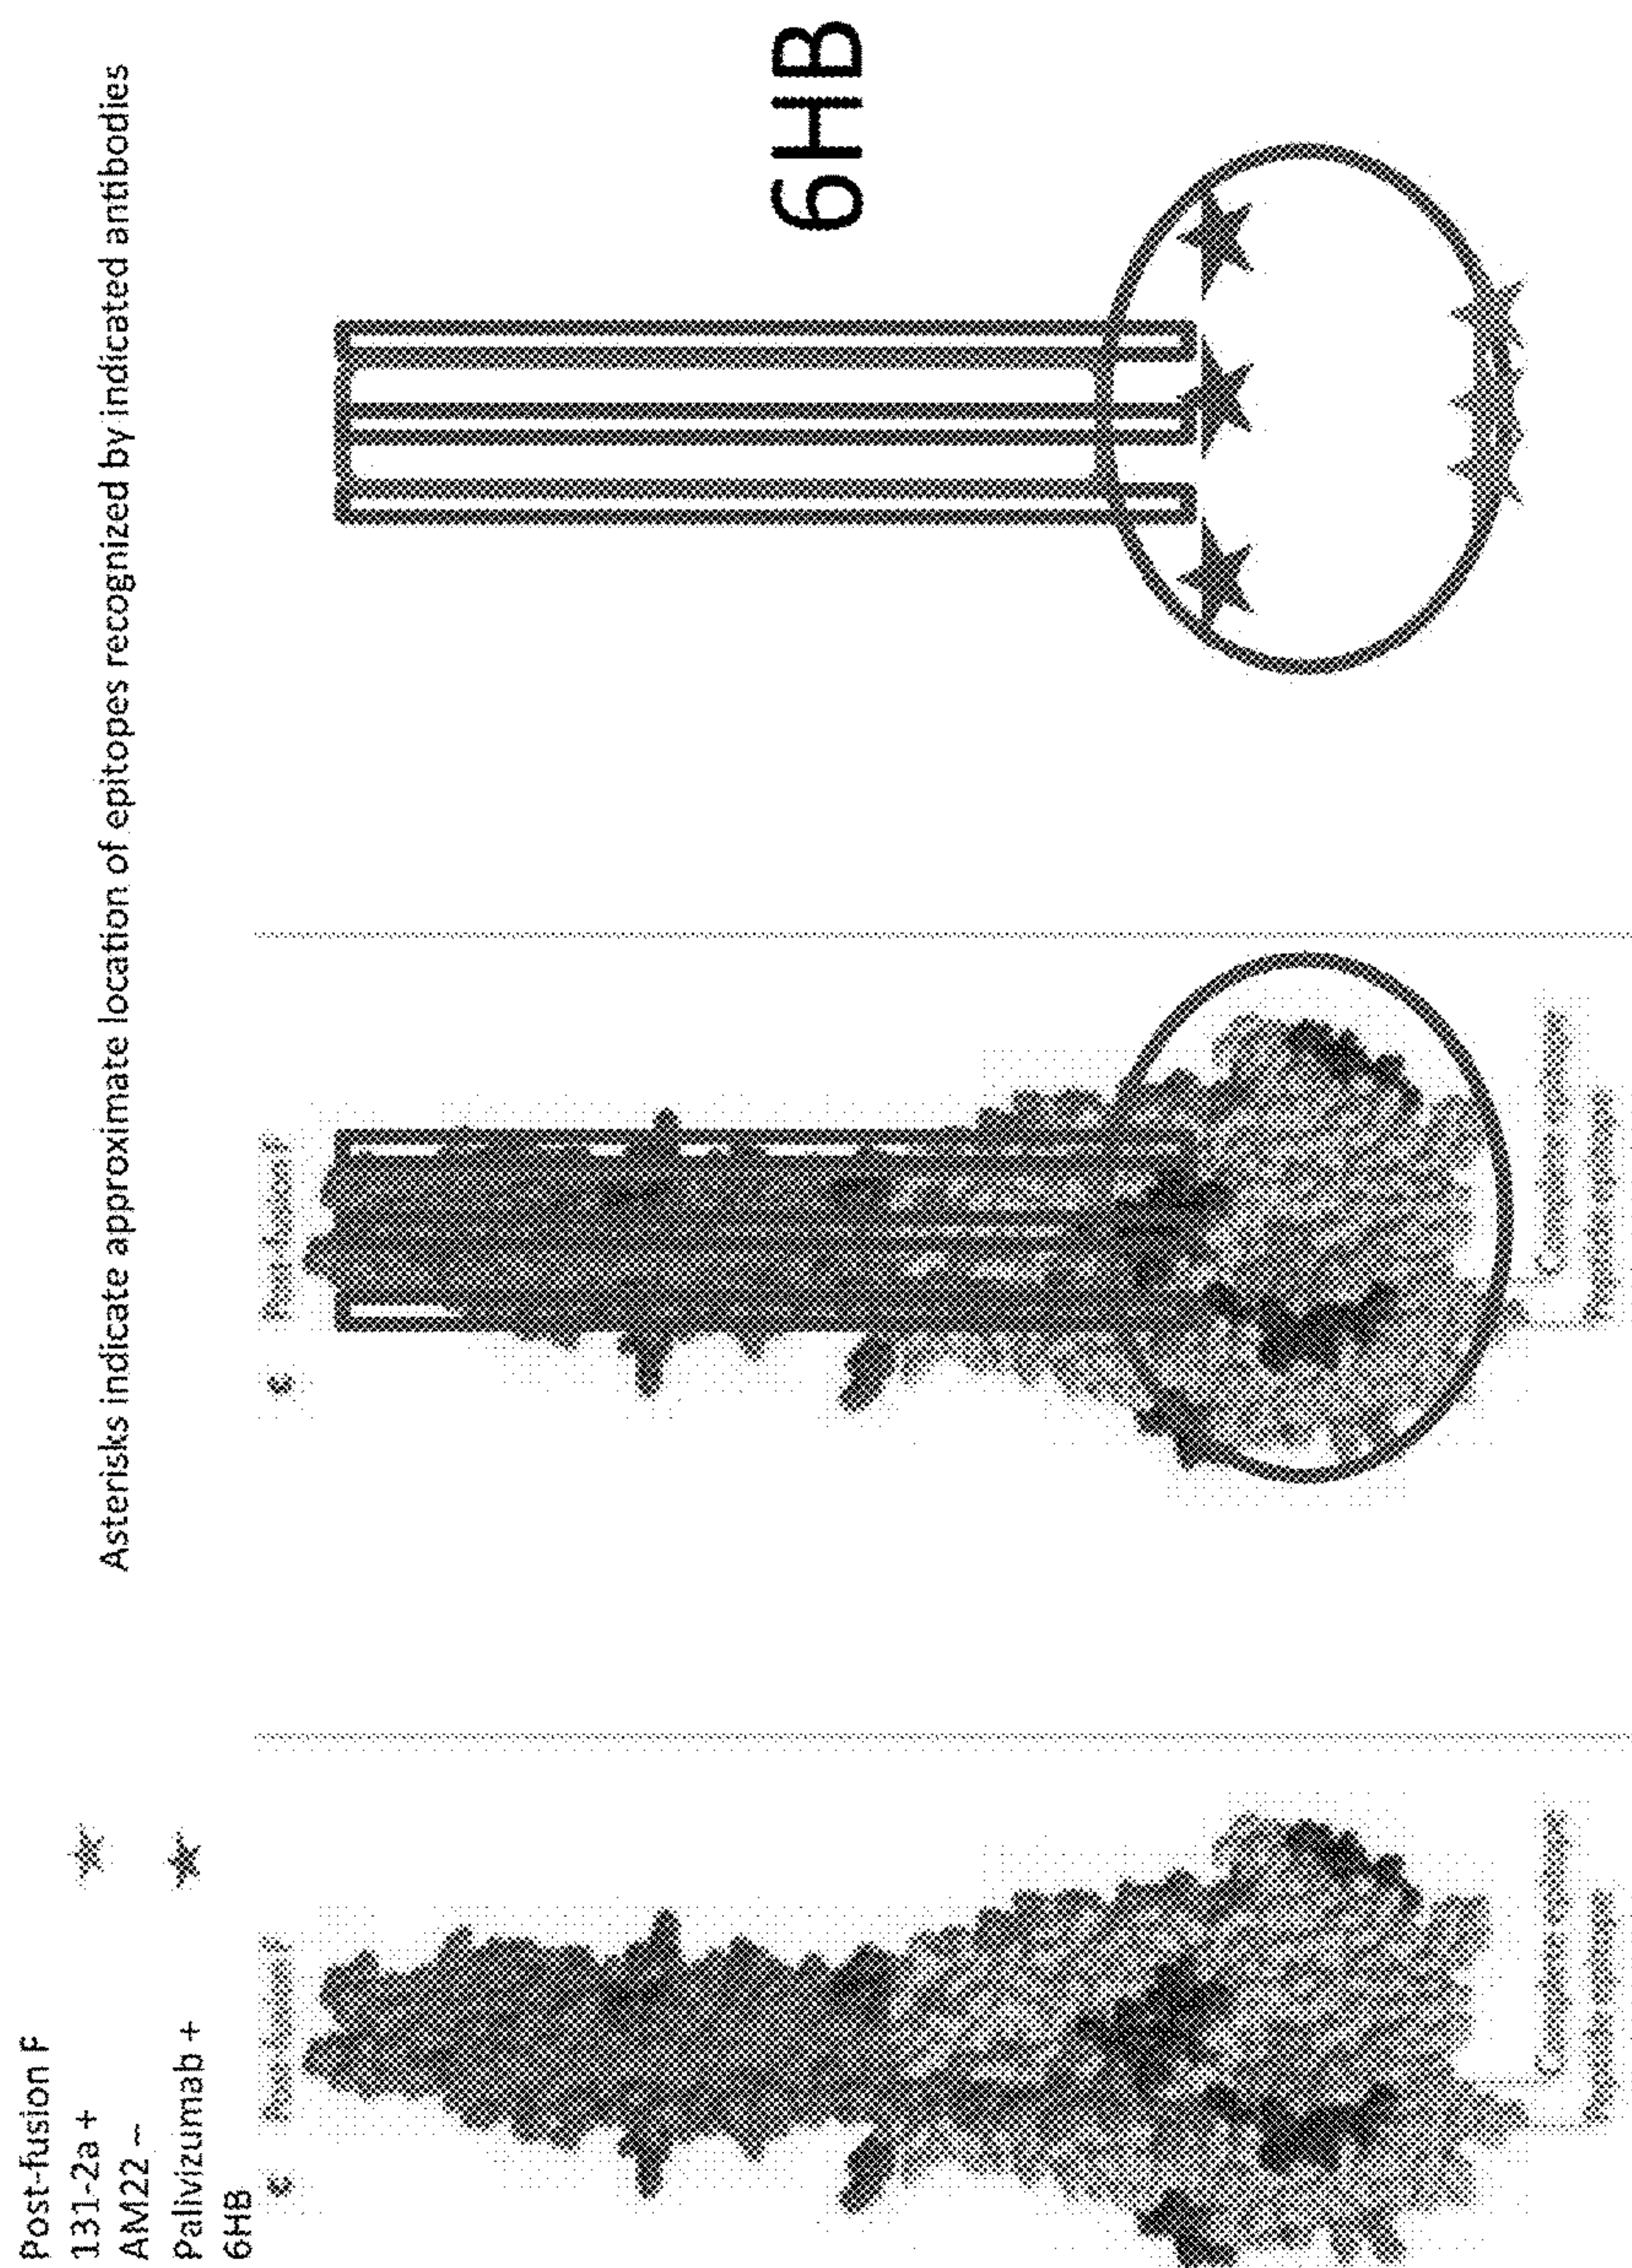 Post-fusion F
131-2a +
AM22 –
Palivizumab +
6HB
Asterisks indicate approximate location of epitopes recognized by indicated antibodies
c
c
6HB